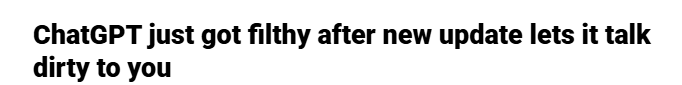 ChatGPT just got filthy after new update lets it talk
dirty to you